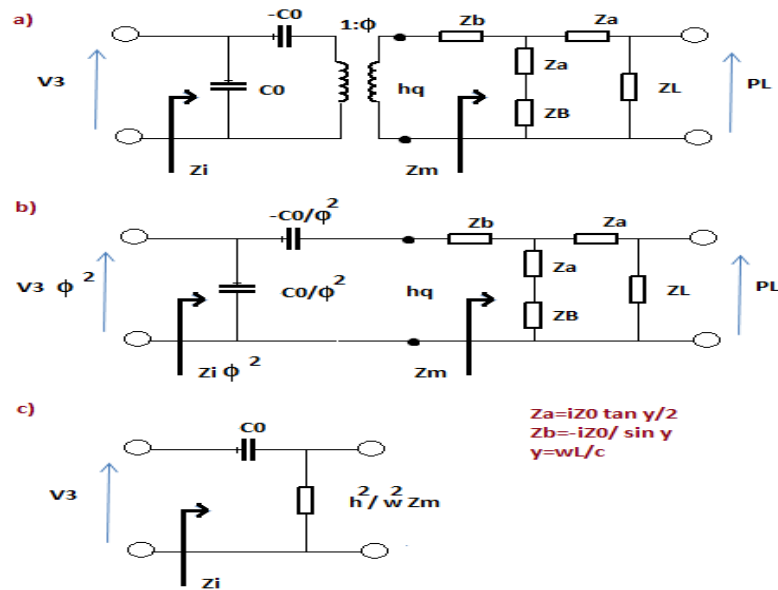 a)
-C0
1:ϕ
Zb
Za
V3
C0
hq
Za
ZB
ZL
PL
Zi
Zm
b)
-C0/ϕ²
Zb
Za
V3 ϕ²
C0/ϕ²
hq
Za
ZB
ZL
PL
Zi ϕ²
Zm
c)
C0
Za=iZ0 tan y/2
Zb=-iZ0/ sin y
y=wL/c
V3
h²/w² Zm
Zi